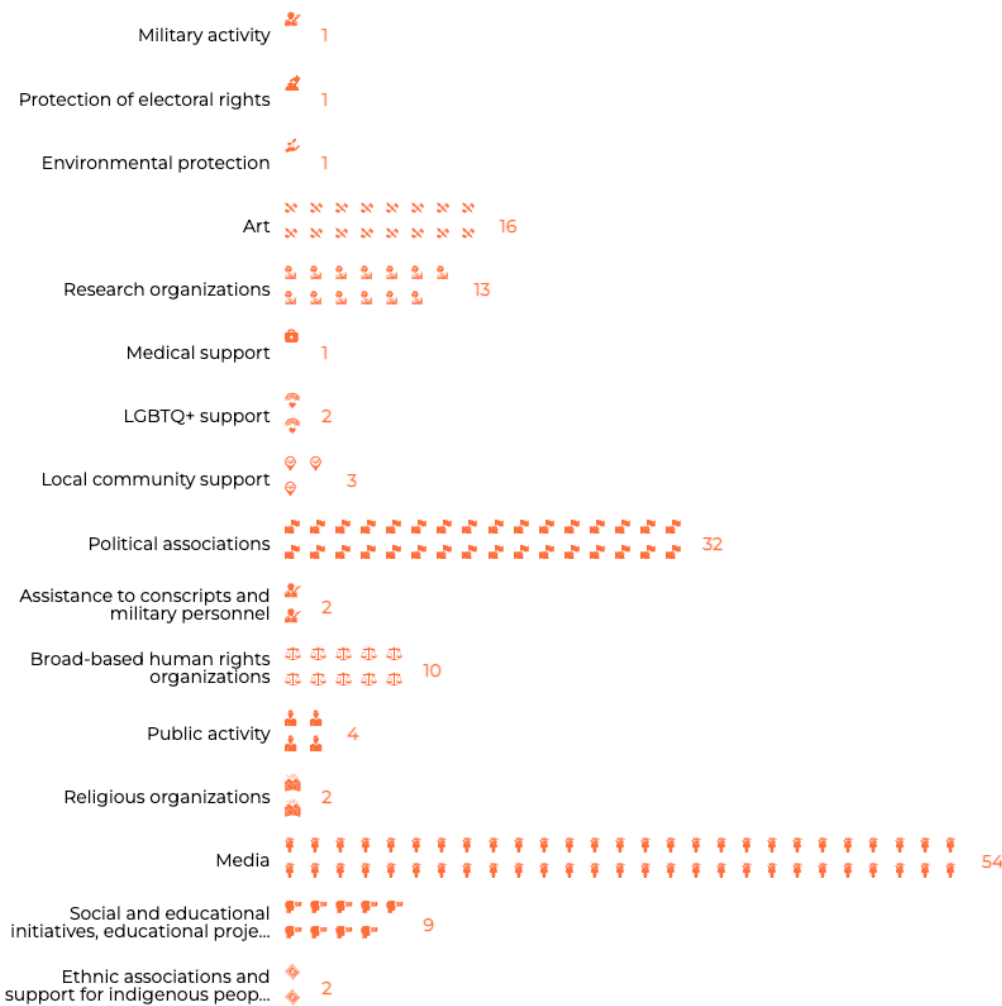 Military activity 1
Protection of electoral rights 1
Environmental protection 1
Art 16
Research organizations 13
Medical support 1
LGBTQ+ support 2
Local community support 3
Political associations 32
Assistance to conscripts and
military personnel 2
Broad-based human rights
organizations 10
Public activity 4
Religious organizations 2
Media 54
Social and educational
initiatives, educational proje... 9
Ethnic associations and
support for indigenous peop... 2